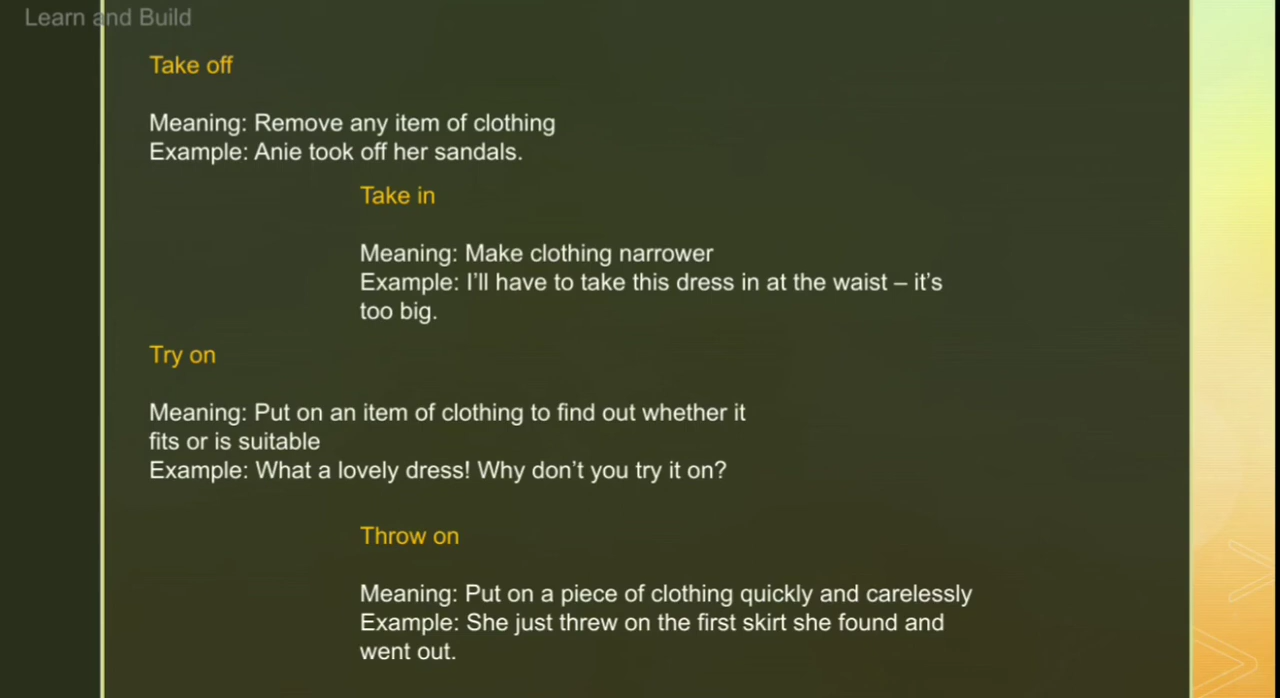 Learn and Build
Take off
Meaning: Remove any item of clothing
Example: Anie took off her sandals.
Take in
Meaning: Make clothing narrower
Example: I’ll have to take this dress in at the waist – it’s
too big.
Try on
Meaning: Put on an item of clothing to find out whether it
fits or is suitable
Example: What a lovely dress! Why don’t you try it on?
Throw on
Meaning: Put on a piece of clothing quickly and carelessly
Example: She just threw on the first skirt she found and
went out.